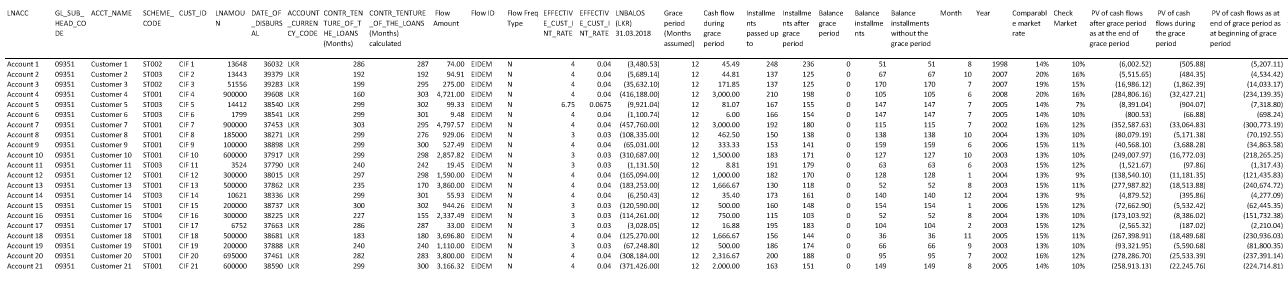 LNACC GL_SUB_ ACCT_NAME SCHEME_ CUST_ID LNAMOU DATE_OF ACCOUNT CONTR_TEN CONTR_TENTURE Flow Flow ID Flow Freq EFFECTIV EFFECTIV LNBALOS Grace Cash flow Installme Installme Balance Balance Balance Month Year Comparabl Check PV of cash flows PV of cash PV of cash flows as at
HEAD_CO CODE N _DISBUR _CURREN TURE_OF_T _OF_THE_LOANS Amount Type E_CUST_I E_CUST_I (LKR) period during nts nts after grace installme installments e market Market after grace period flows during end of grace period as
DE SAL CY_CODE HE_LOANS (Months) NT_RATE NT_RATE 31.03.2018 (Months grace passed up grace period nts without the rate as at the end of the grace at beginning of grace
(Months) calculated assumed) period to period grace period grace period period period
Account 1 09351 Customer 1 ST002 CIF 1 13648 36032 LKR 286 287 74.00 EIDEM N 4 0.04 (3,480.53) 12 45.49 248 236 0 51 51 8 1998 14% 10% (6,002.52) (505.88) (5,207.11)
Account 2 09351 Customer 2 ST003 CIF 2 13443 39379 LKR 192 192 94.91 EIDEM N 4 0.04 (5,689.14) 12 44.81 137 125 0 67 67 10 2007 20% 16% (5,515.65) (484.35) (4,534.42)
Account 3 09351 Customer 3 ST002 CIF 3 51556 39283 LKR 199 295 275.00 EIDEM N 4 0.04 (35,632.10) 12 171.85 137 125 0 170 170 7 2007 19% 15% (16,986.12) (1,862.39) (14,033.17)
Account 4 09351 Customer 4 ST001 CIF 4 900000 39608 LKR 160 303 4,721.00 EIDEM N 4 0.04 (416,188.00) 12 3,000.00 210 198 0 105 105 6 2008 20% 16% (284,806.16) (32,427.21) (234,139.35)
Account 5 09351 Customer 5 ST003 CIF 5 14412 38540 LKR 299 302 99.33 EIDEM N 6.75 0.0675 (9,921.04) 12 81.07 167 155 0 147 147 7 2005 14% 7% (8,391.04) (904.07) (7,318.80)
Account 6 09351 Customer 6 ST003 CIF 6 1799 38541 LKR 299 301 9.48 EIDEM N 4 0.04 (1,100.74) 12 6.00 166 154 0 147 147 7 2005 14% 10% (800.53) (66.88) (698.24)
Account 7 09351 Customer 7 ST003 CIF 7 900000 37453 LKR 303 295 4,797.57 EIDEM N 4 0.04 (457,760.00) 12 3,000.00 192 180 0 115 115 7 2002 16% 12% (352,587.63) (33,064.83) (300,773.19)
Account 8 09351 Customer 8 ST001 CIF 8 185000 38271 LKR 299 276 929.06 EIDEM N 3 0.03 (108,335.00) 12 462.50 150 138 0 138 138 10 2004 13% 10% (80,079.19) (5,571.38) (70,192.55)
Account 9 09351 Customer 9 ST001 CIF 9 100000 38898 LKR 299 300 527.49 EIDEM N 3 0.03 (65,031.00) 12 333.33 153 141 0 159 159 6 2006 15% 11% (40,568.10) (3,688.28) (34,863.58)
Account 10 09351 Customer 10 ST001 CIF 10 600000 37917 LKR 299 298 2,857.82 EIDEM N 3 0.03 (310,687.00) 12 1,500.00 183 171 0 127 127 10 2003 13% 10% (249,007.97) (16,772.03) (218,265.25)
Account 11 09351 Customer 11 ST003 CIF 11 3524 37790 LKR 240 242 19.45 EIDEM N 3 0.03 (1,131.50) 12 8.81 191 179 0 63 63 6 2003 15% 12% (1,521.67) (97.86) (1,317.43)
Account 12 09351 Customer 12 ST001 CIF 12 300000 38015 LKR 297 298 1,590.00 EIDEM N 4 0.04 (165,094.00) 12 1,000.00 182 170 0 128 128 1 2004 13% 9% (138,540.10) (11,181.35) (121,435.83)
Account 13 09351 Customer 13 ST001 CIF 13 500000 37862 LKR 235 170 3,860.00 EIDEM N 4 0.04 (183,253.00) 12 1,666.67 130 118 0 52 52 8 2003 15% 11% (277,987.82) (18,513.88) (240,674.72)
Account 14 09351 Customer 14 ST003 CIF 14 10621 38336 LKR 299 301 55.93 EIDEM N 4 0.04 (6,250.43) 12 35.40 173 161 0 140 140 12 2004 13% 9% (4,879.52) (395.86) (4,277.09)
Account 15 09351 Customer 15 ST001 CIF 15 200000 38737 LKR 300 302 944.26 EIDEM N 3 0.03 (120,590.00) 12 500.00 160 148 0 154 154 1 2006 15% 12% (72,662.90) (5,532.42) (62,445.35)
Account 16 09351 Customer 16 ST004 CIF 16 300000 38225 LKR 227 155 2,337.49 EIDEM N 3 0.03 (114,261.00) 12 750.00 115 103 0 52 52 8 2004 15% 12% (173,103.92) (8,386.02) (151,732.38)
Account 17 09351 Customer 17 ST001 CIF 17 6752 37663 LKR 286 287 33.00 EIDEM N 3 0.03 (3,028.05) 12 16.88 195 183 0 104 104 2 2003 15% 12% (2,583.05) (187.02) (2,210.04)
Account 18 09351 Customer 18 ST001 CIF 18 500000 38681 LKR 183 180 3,696.80 EIDEM N 4 0.04 (125,270.00) 12 1,666.67 156 144 0 36 36 11 2005 15% 11% (267,398.91) (18,489.68) (230,936.03)
Account 19 09351 Customer 19 ST001 CIF 19 200000 37888 LKR 240 240 1,110.00 EIDEM N 3 0.03 (67,248.80) 12 500.00 186 174 0 66 66 9 2003 13% 10% (93,321.95) (5,590.68) (81,800.35)
Account 20 09351 Customer 20 ST001 CIF 20 695000 37461 LKR 282 283 3,800.00 EIDEM N 4 0.04 (308,184.00) 12 2,316.67 200 188 0 95 95 7 2002 16% 12% (278,286.70) (25,533.39) (237,391.14)
Account 21 09351 Customer 21 ST001 CIF 21 600000 38590 LKR 299 300 3,166.32 EIDEM N 4 0.04 (371,426.00) 12 2,000.00 163 151 0 149 149 8 2005 14% 10% (258,913.13) (22,245.76) (224,714.81)